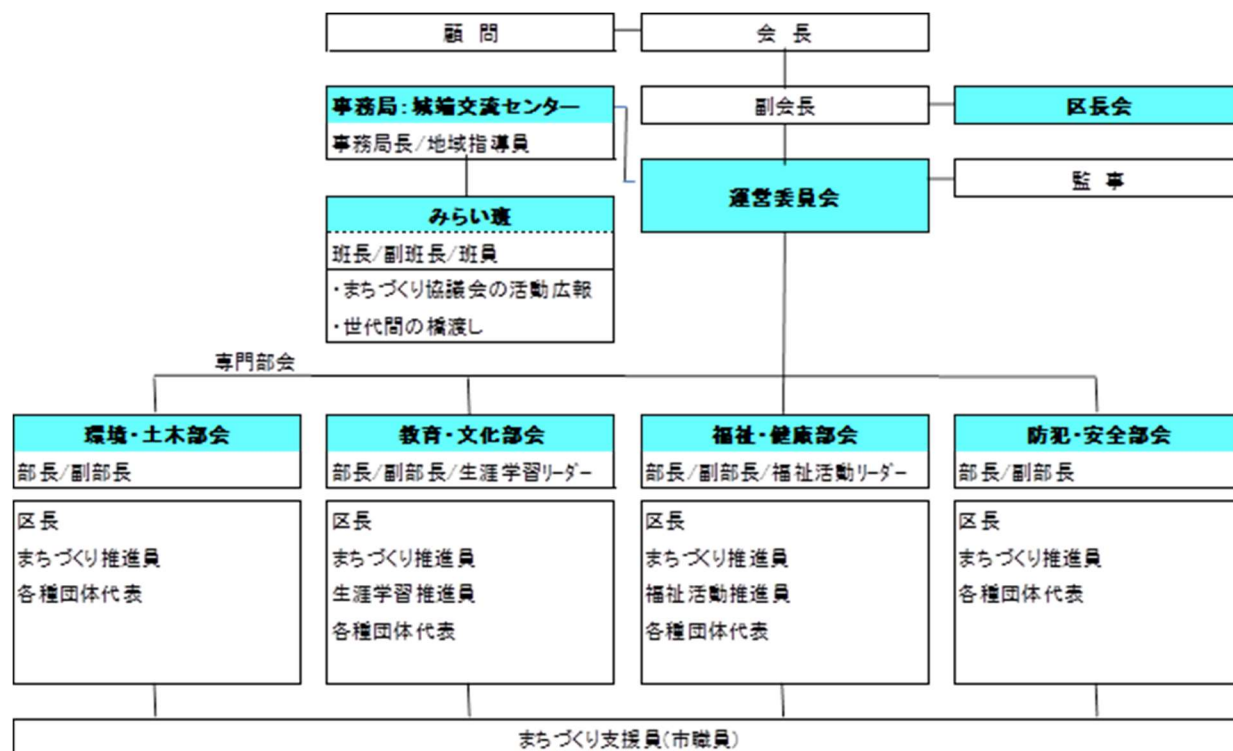 顧 問
会 長
事務局：城端交流センター
事務局長/地域指導員
副会長
区長会
運営委員会
監 事
みらい班
班長/副班長/班員
・まちづくり協議会の活動広報
・世代間の橋渡し
専門部会
環境・土木部会
部長/副部長
区長
まちづくり推進員
各種団体代表
教育・文化部会
部長/副部長/生涯学習リーダー
区長
まちづくり推進員
生涯学習推進員
各種団体代表
福祉・健康部会
部長/副部長/福祉活動リーダー
区長
まちづくり推進員
福祉活動推進員
各種団体代表
防犯・安全部会
部長/副部長
区長
まちづくり推進員
各種団体代表
まちづくり支援員(市職員)